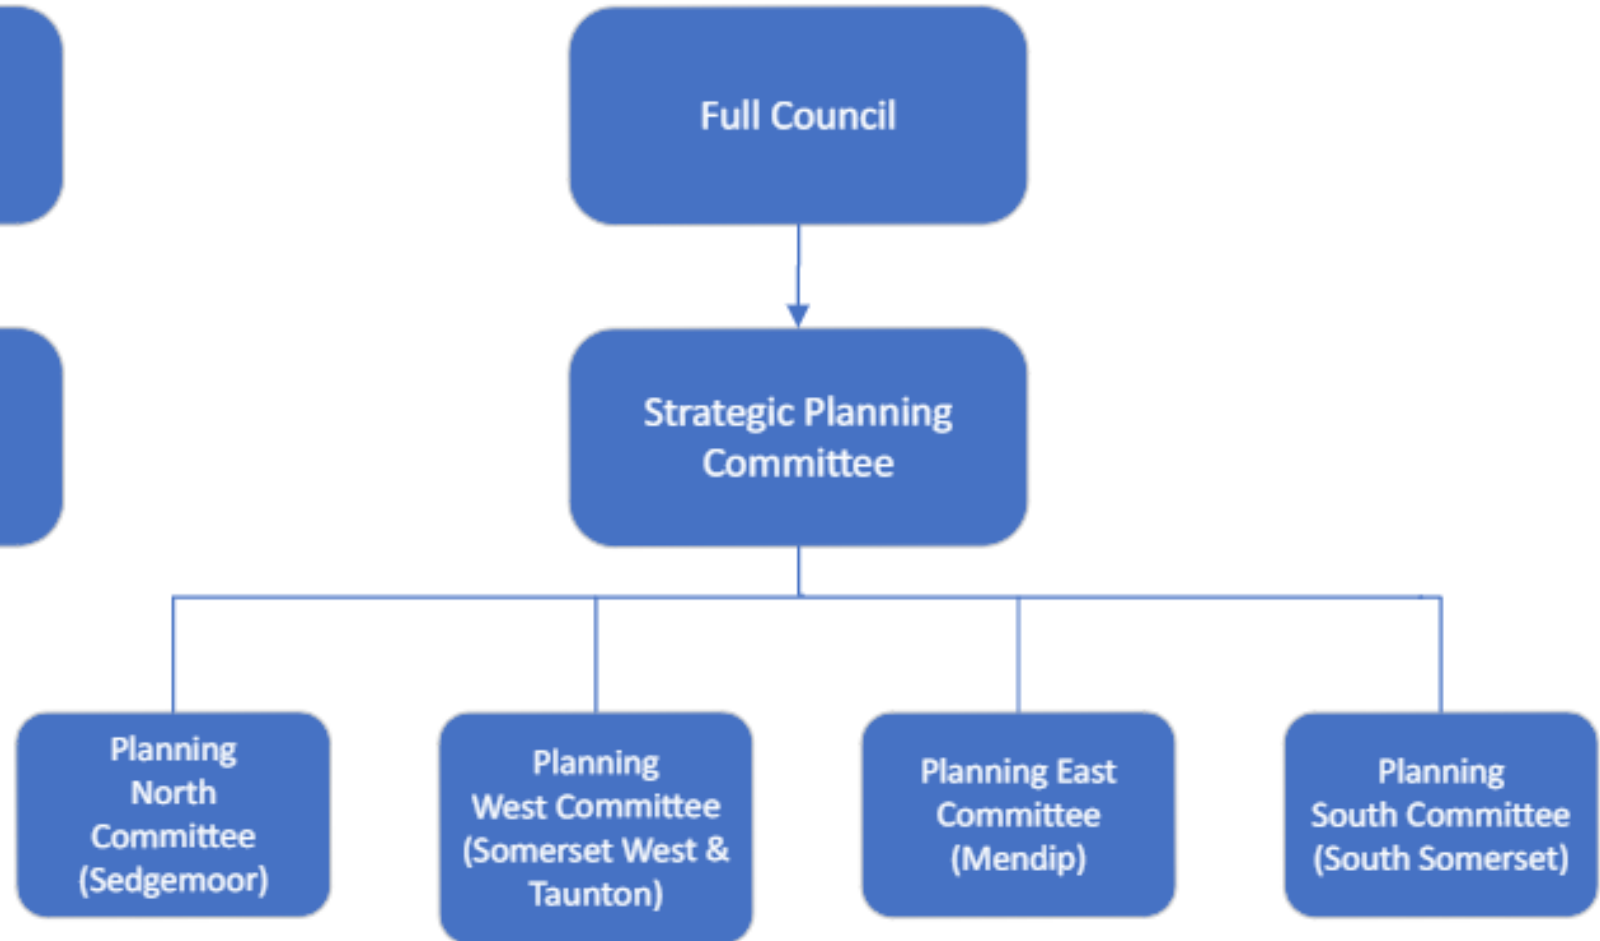 Full Council
Strategic Planning
Committee
Planning
North
Committee
(Sedgemoor)
Planning
West Committee
(Somerset West &
Taunton)
Planning East
Committee
(Mendip)
Planning
South Committee
(South Somerset)